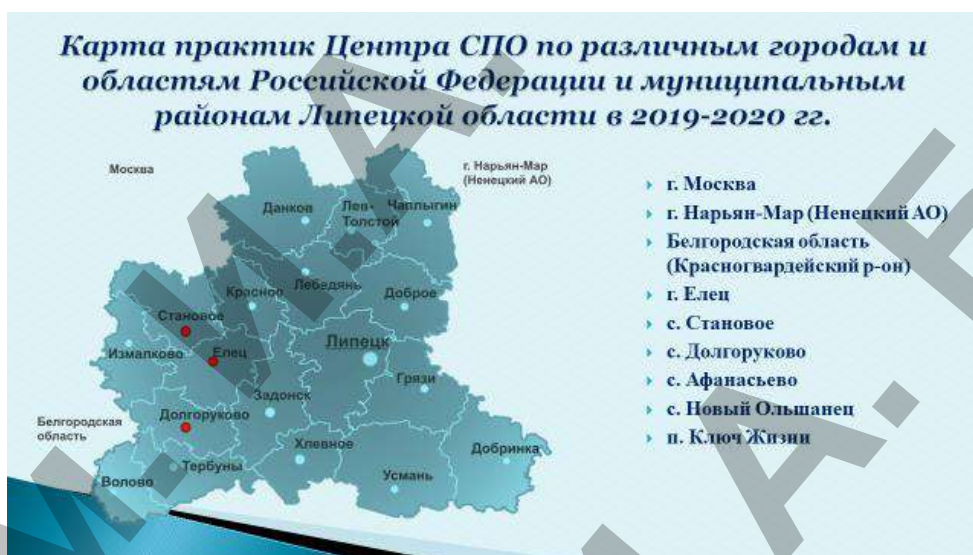 Карта практик Центра СПО по различным городам и
областям Российской Федерации и муниципальным
районам Липецкой области в 2019-2020 гг.
Москва
г. Нарьян-Мар
(Ненецкий АО)
Данков
Лев-
Толстой
Чаплыгин
Красное
Лебедянь
Доброе
Становое
Измалково
Елец
Липецк
Грязи
Задонск
Долгоруково
Белгородская
область
Хлевное
Добринка
Тербуны
Усмань
Волово
г. Москва
г. Нарьян-Мар (Ненецкий АО)
Белгородская область
(Красногвардейский р-он)
г. Елец
с. Становое
с. Долгоруково
с. Афанасьево
с. Новый Ольшанец
п. Ключ Жизни